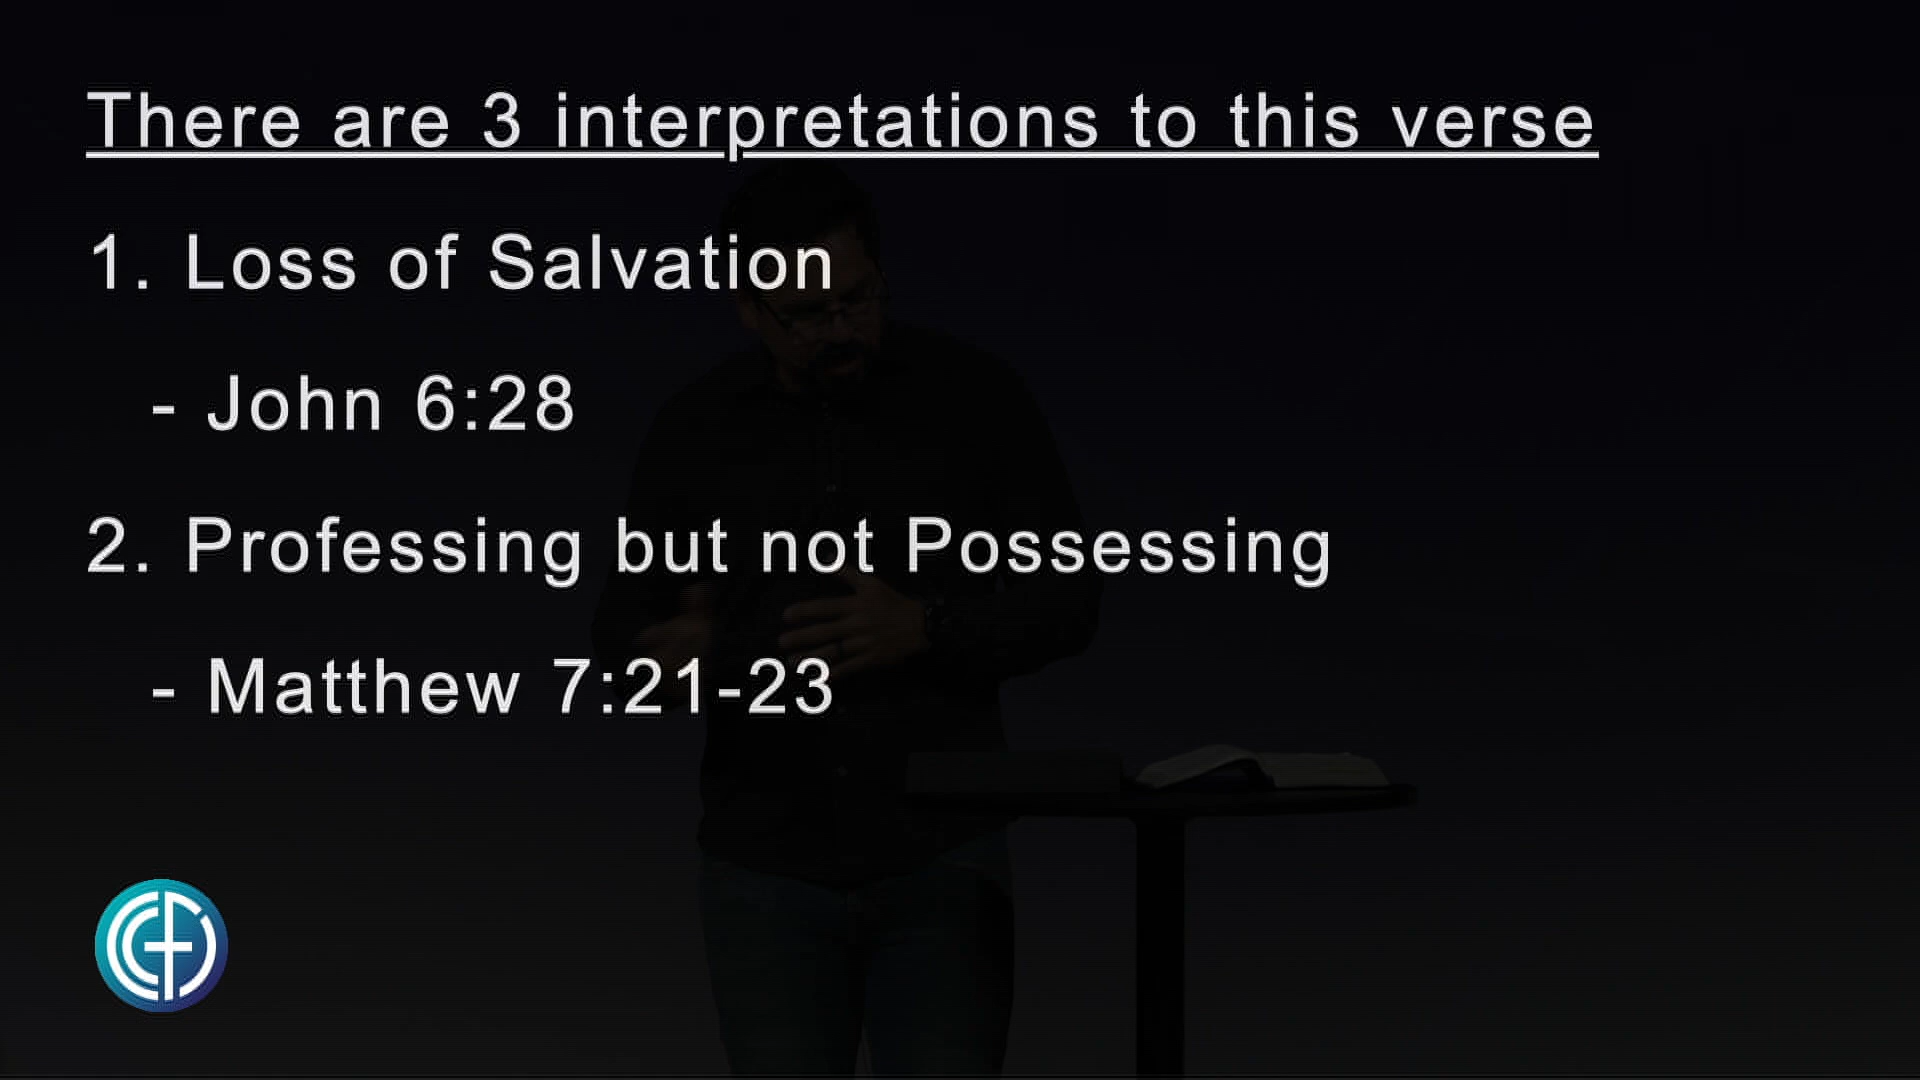 There are 3 interpretations to this verse
1. Loss of Salvation
- John 6:28
2. Professing but not Possessing
- Matthew 7:21-23